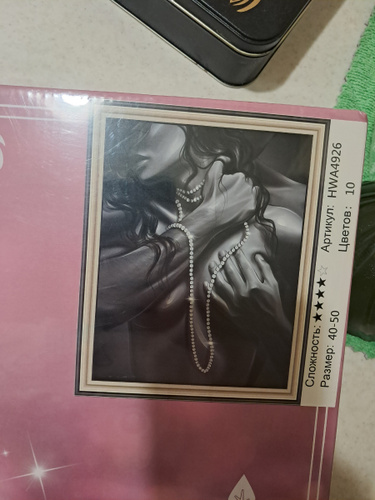 Артикул: HWA4926
Цветов: 10
Сложность: ★★★★☆
Размер: 40-50